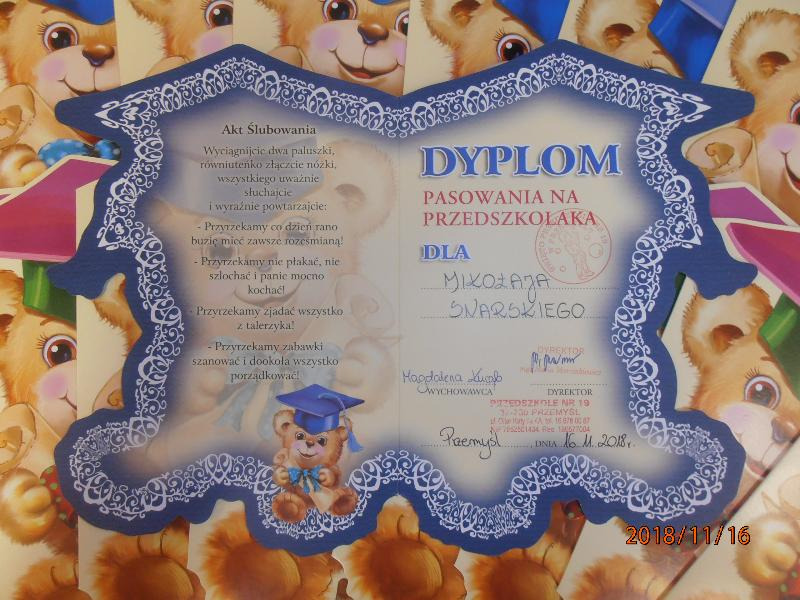 Akt Ślubowania
Wyciągnijcie dwa paluszki,
równiuteńko złączcie nóżki,
wszystkiego uważnie
słuchajcie
i wyraźnie powtarzajcie:
- Przyrzekamy co dzień rano
buzię mieć zawsze roześmianą!
- Przyrzekamy nie płakać, nie
szlochać i panie mocno
kochać!
- Przyrzekamy zjadać wszystko
z talerzyka!
- Przyrzekamy zabawki
szanować i dookoła wszystko
porządkować!
DYPLOM
PASOWANIA NA
PRZEDSZKOLAKA
DLA
MIKOŁAJA
SNARSKIEGO
DYREKTOR
Magdalena
WYCHOWAWCA
DYREKTOR
PRZEDSZKOLE NR 19
37-700 PRZEMYŚL
Przemyśl, DNIA 16.11.2018r.
2018/11/16